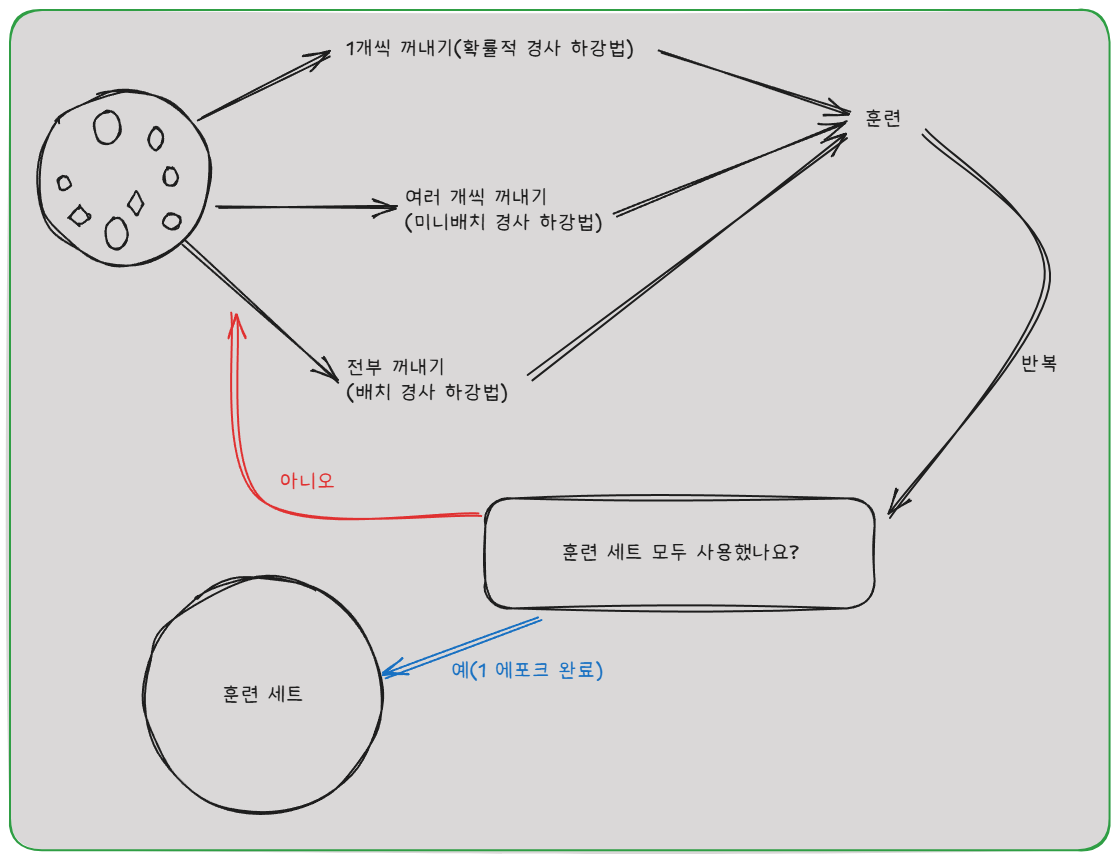 1개씩 꺼내기(확률적 경사 하강법)
훈련
여러 개씩 꺼내기
(미니배치 경사 하강법)
전부 꺼내기
(배치 경사 하강법)
반복
아니오
훈련 세트 모두 사용했나요?
예(1 에포크 완료)
훈련 세트